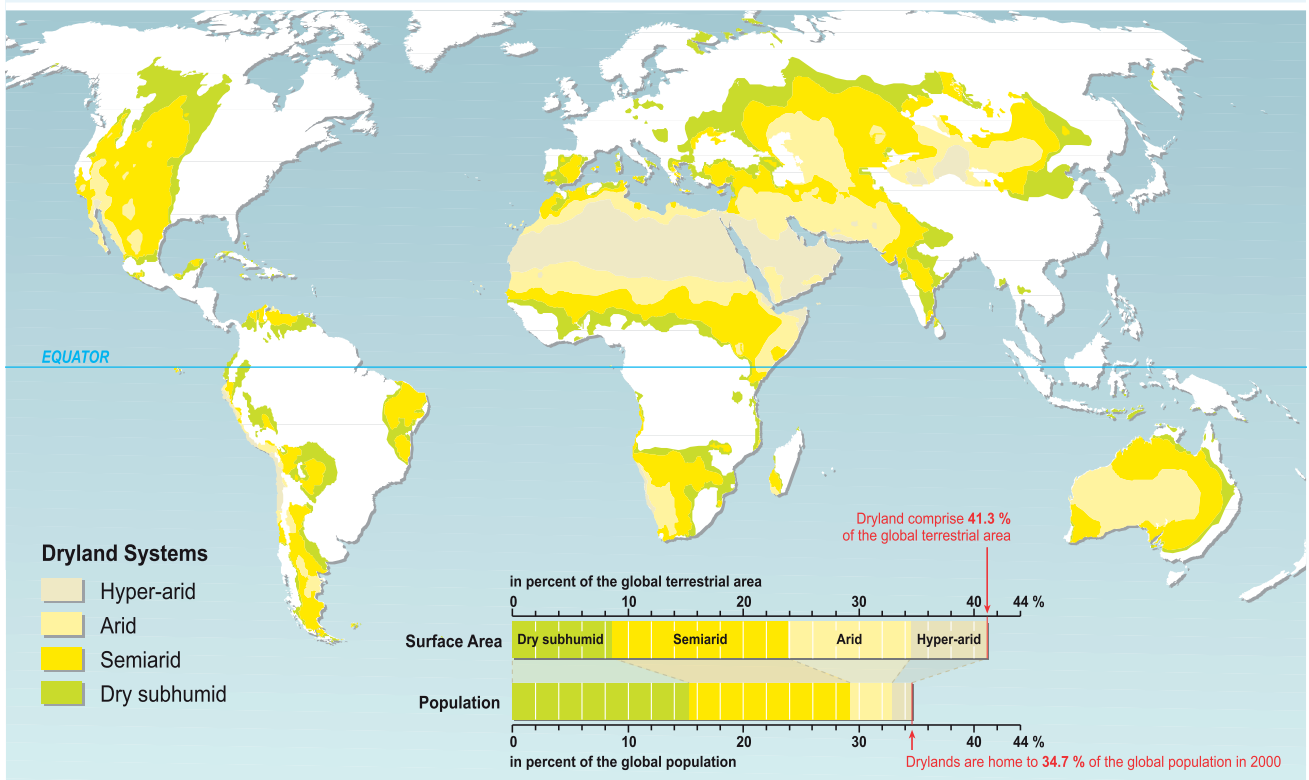 EQUATOR
Dryland Systems
Hyper-arid
Arid
Semiarid
Dry subhumid
Dryland comprise 41.3 %
of the global terrestrial area
in percent of the global terrestrial area
0 10 20 30 40 44 %
Surface Area
Dry subhumid Semiarid Arid Hyper-arid
Population
0 10 20 30 40 44 %
in percent of the global population
Drylands are home to 34.7 % of the global population in 2000